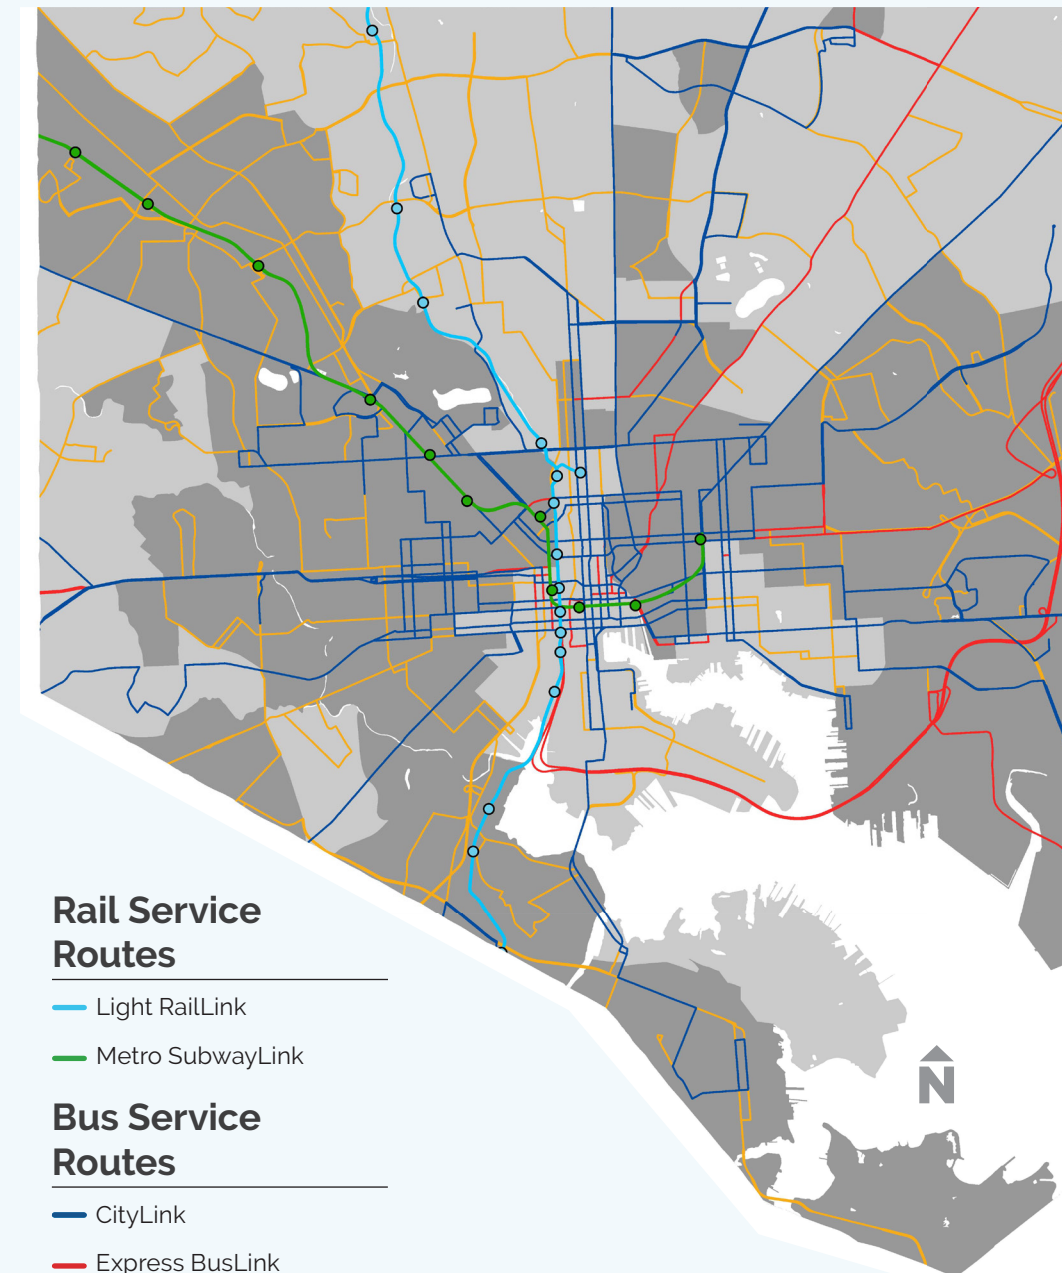 Rail Service
Routes
Light RailLink
Metro SubwayLink
N
Bus Service
Routes
CityLink
Express BusLink